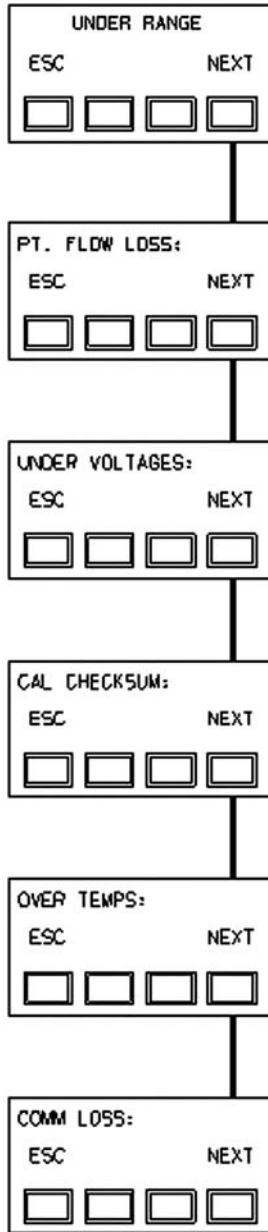 UNDER RANGE
ESC NEXT
PT. FLOW LOSS:
ESC NEXT
UNDER VOLTAGES:
ESC NEXT
CAL CHECKSUM:
ESC NEXT
OVER TEMPS:
ESC NEXT
COMM LOSS:
ESC NEXT